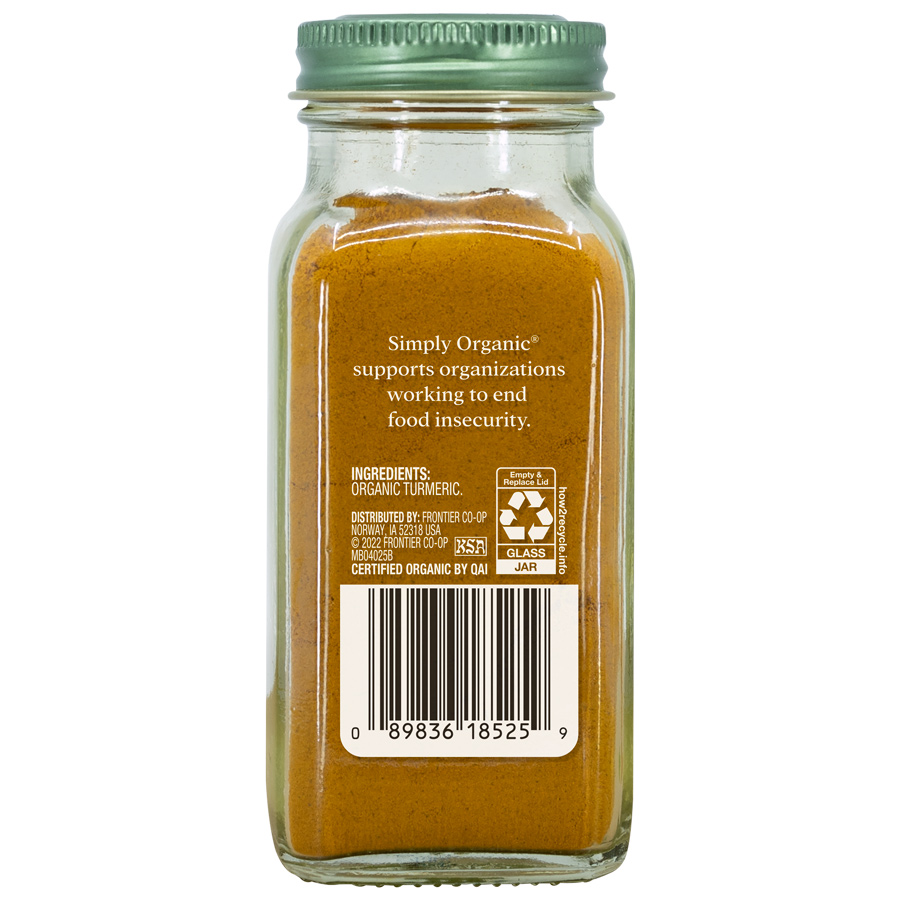 Simply Organic®
supports organizations
working to end
food insecurity.
INGREDIENTS:
ORGANIC TURMERIC.
DISTRIBUTED BY: FRONTIER CO-OP
NORWAY, IA 52318 USA
© 2022 FRONTIER CO-OP
MB04025B
KSA
CERTIFIED ORGANIC BY QAI
Empty &
Replace Lid
GLASS
JAR
how2recycle.info
0 89836 18525 9